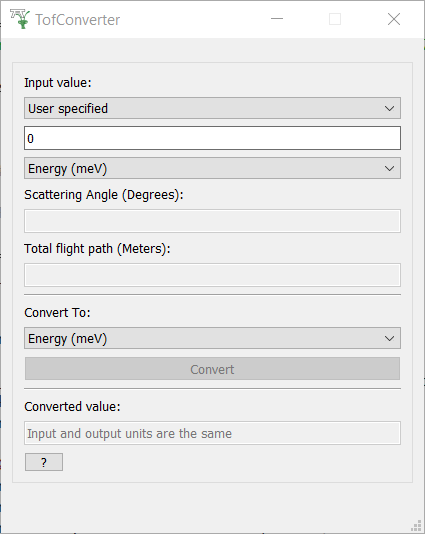 TofConverter
Input value:
User specified
0
Energy (meV)
Scattering Angle (Degrees):
Total flight path (Meters):
Convert To:
Energy (meV)
Convert
Converted value:
Input and output units are the same
?